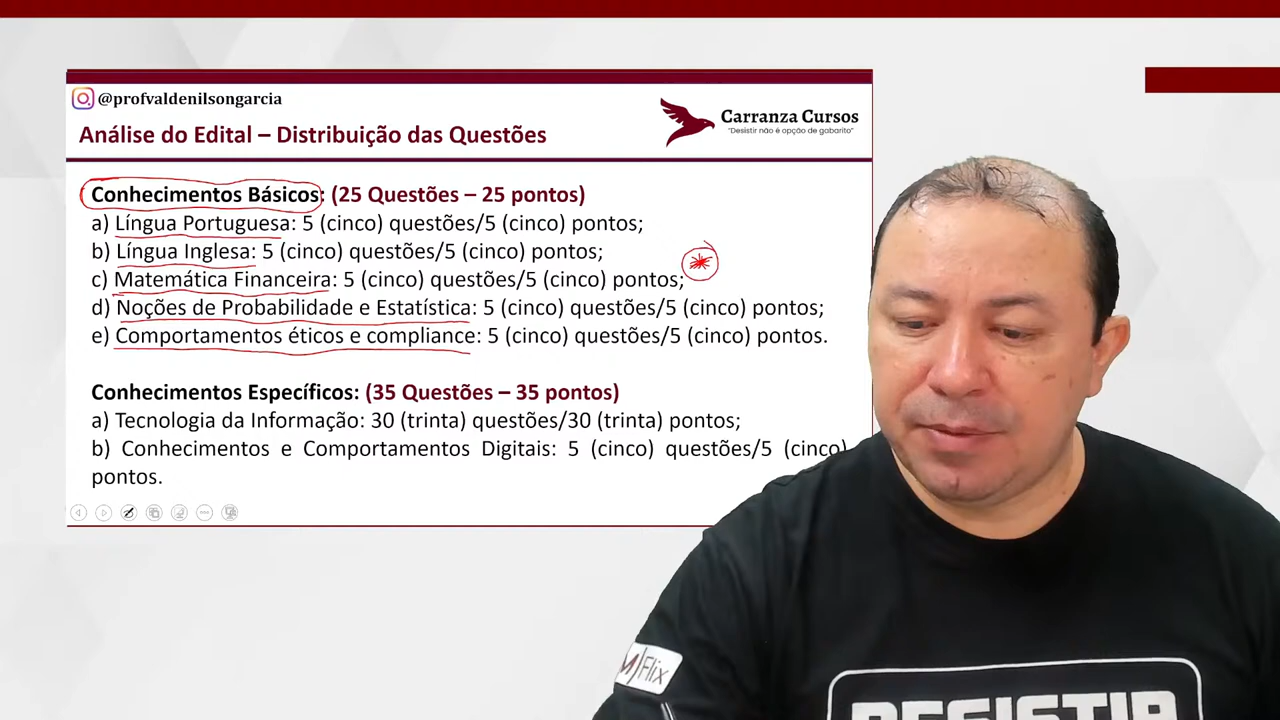 @profvaldenilsongarcia
Carranza Cursos
"Desistir não é opção de gabarito"
Análise do Edital – Distribuição das Questões
Conhecimentos Básicos: (25 Questões – 25 pontos)
a) Língua Portuguesa: 5 (cinco) questões/5 (cinco) pontos;
b) Língua Inglesa: 5 (cinco) questões/5 (cinco) pontos;
c) Matemática Financeira: 5 (cinco) questões/5 (cinco) pontos;
d) Noções de Probabilidade e Estatística: 5 (cinco) questões/5 (cinco) pontos;
e) Comportamentos éticos e compliance: 5 (cinco) questões/5 (cinco) pontos.
Conhecimentos Específicos: (35 Questões – 35 pontos)
a) Tecnologia da Informação: 30 (trinta) questões/30 (trinta) pontos;
b) Conhecimentos e Comportamentos Digitais: 5 (cinco) questões/5 (cinco)
pontos.
M/Flix
DESISTIR